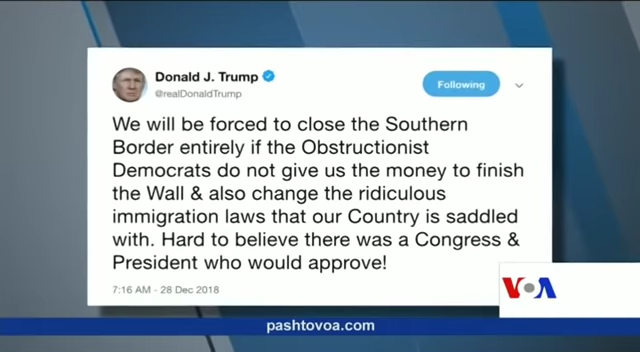 Donald J. Trump
@realDonaldTrump
Following
We will be forced to close the Southern
Border entirely if the Obstructionist
Democrats do not give us the money to finish
the Wall & also change the ridiculous
immigration laws that our Country is saddled
with. Hard to believe there was a Congress &
President who would approve!
7:16 AM - 28 Dec 2018
VOA
pashtovoa.com